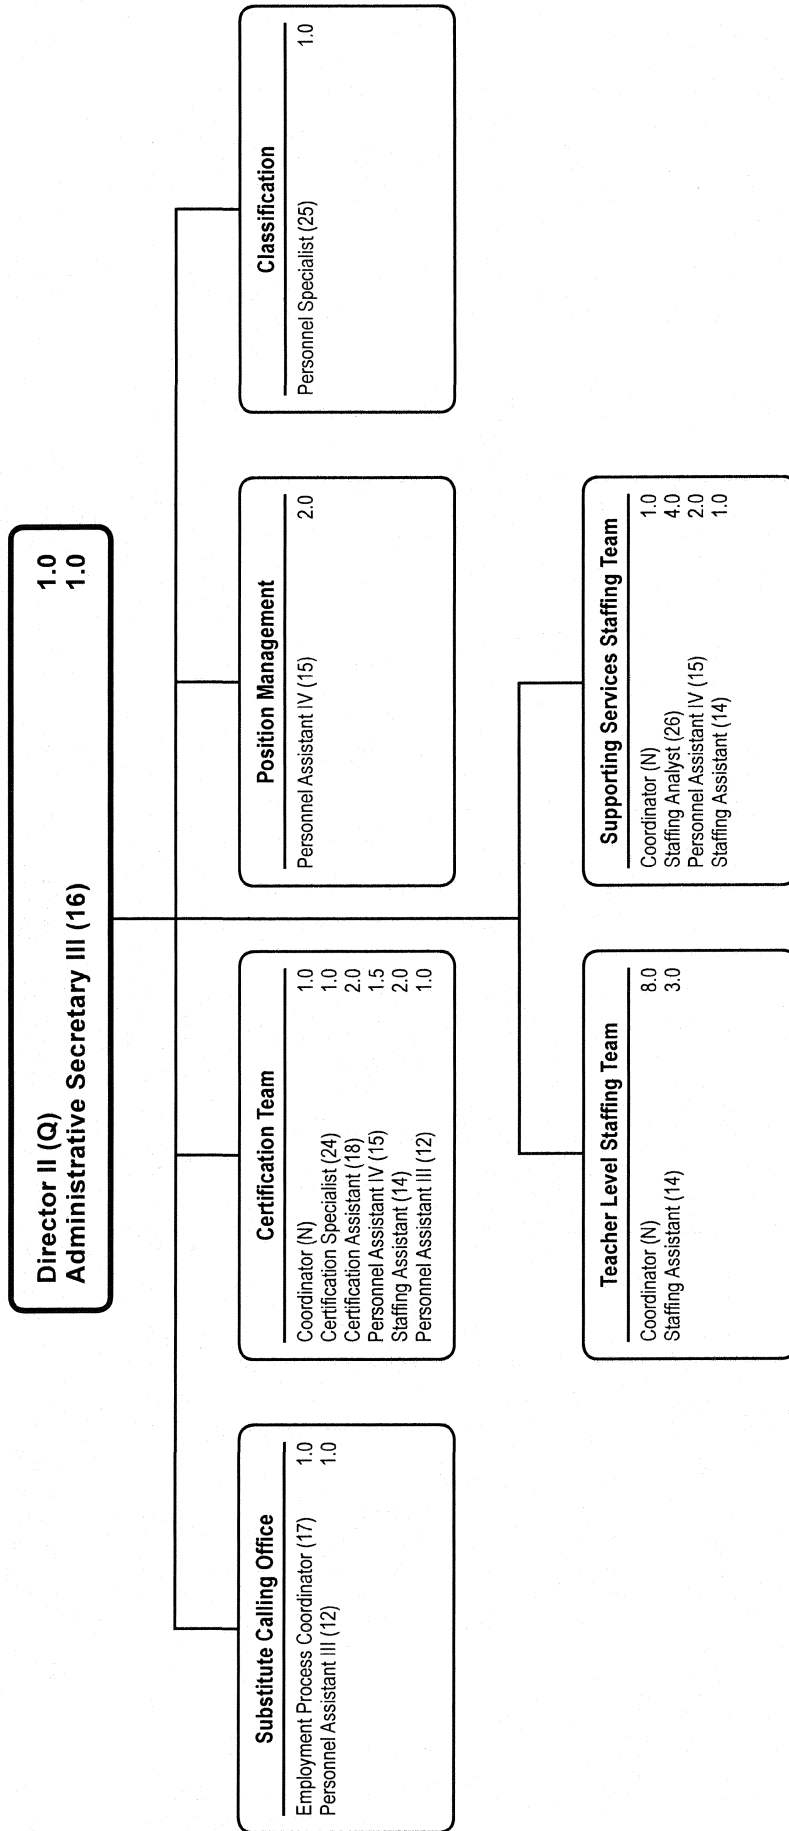 Director II (Q) 1.0
Administrative Secretary III (16) 1.0
Substitute Calling Office
Employment Process Coordinator (17) 1.0
Personnel Assistant III (12) 1.0
Certification Team
Coordinator (N) 1.0
Certification Specialist (24) 1.0
Certification Assistant (18) 2.0
Personnel Assistant IV (15) 1.5
Staffing Assistant (14) 2.0
Personnel Assistant III (12) 1.0
Position Management
Personnel Assistant IV (15) 2.0
Classification
Personnel Specialist (25) 1.0
Teacher Level Staffing Team
Coordinator (N) 8.0
Staffing Assistant (14) 3.0
Supporting Services Staffing Team
Coordinator (N) 1.0
Staffing Analyst (26) 4.0
Personnel Assistant IV (15) 2.0
Staffing Assistant (14) 1.0